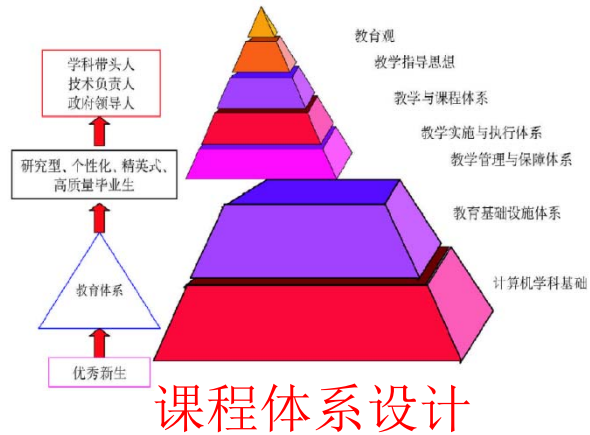 学科带头人
技术负责人
政府领导人
研究型、个性化、精英式、
高质量毕业生
教育体系
优秀新生
教育观
教学指导思想
教学与课程体系
教学实施与执行体系
教学管理与保障体系
教育基础设施体系
计算机学科基础
课程体系设计